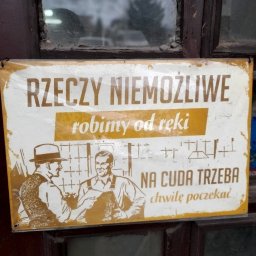 RZECZY NIEMOŻLIWE
robimy od ręki
NA CUDA TRZEBA
chwilę poczekać